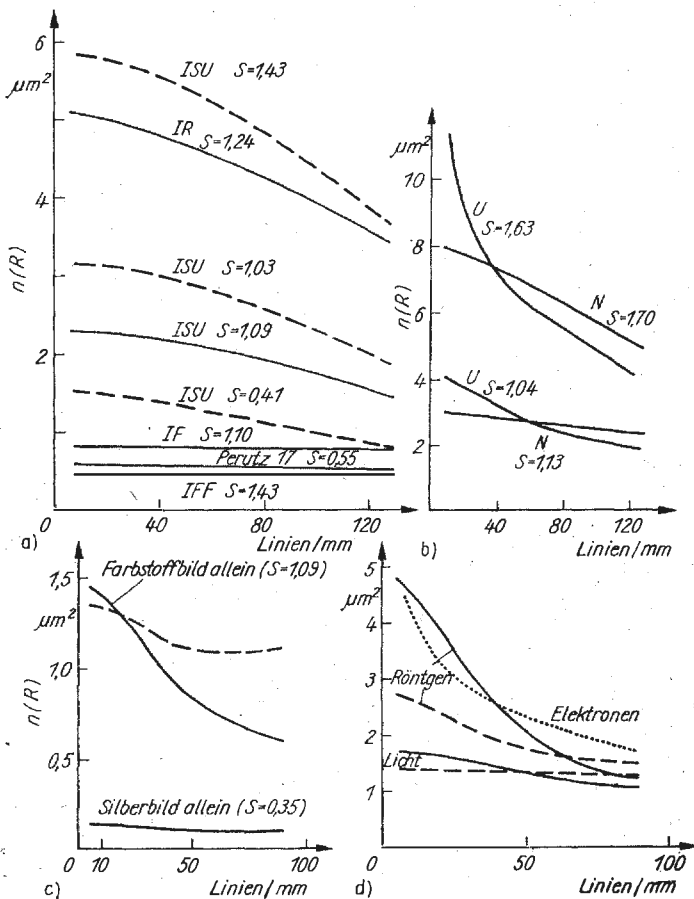 6
μm²
4
n(R)
2
0
ISU S=1,43
IR S=1,24
ISU S=1,03
ISU S=1,09
ISU S=0,41
IF S=1,10
Perutz 17 S=0,55
IFF S=1,43
40
80
120
Linien/mm
a)
μm²
10
8
n(R)
6
4
2
0
U
S=1,63
N
S=1,70
U
S=1,04
N
S=1,13
40
80
120
Linien/mm
b)
1,5
μm²
1,0
n(R)
0,5
Farbstoffbild allein (S=1,09)
Silberbild allein (S=0,35)
0
10
50
100
Linien/mm
c)
5
μm²
4
3
2
1
Röntgen
Elektronen
Licht
0
50
100
Linien/mm
d)